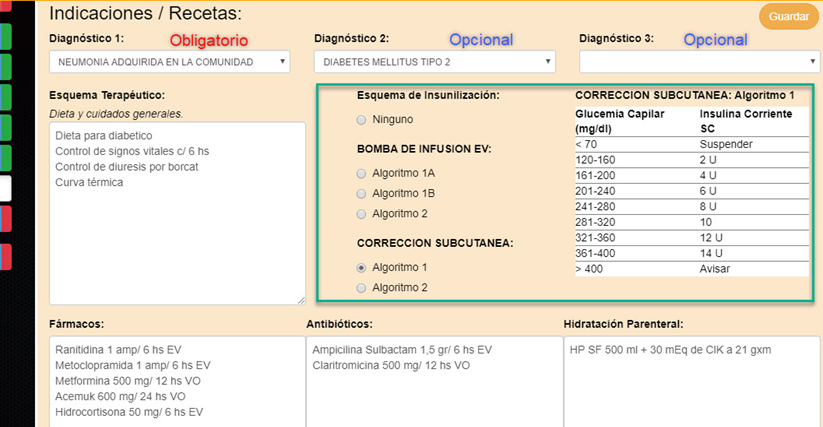 Indicaciones / Recetas:
Guardar
Diagnóstico 1: Obligatorio
NEUMONIA ADQUIRIDA EN LA COMUNIDAD
Diagnóstico 2: Opcional
DIABETES MELLITUS TIPO 2
Diagnóstico 3: Opcional
Esquema Terapéutico:
Dieta y cuidados generales.
Dieta para diabetico
Control de signos vitales c/ 6 hs
Control de diuresis por borcat
Curva térmica
Esquema de Insunilización:
Ninguno
BOMBA DE INFUSION EV:
Algoritmo 1A
Algoritmo 1B
Algoritmo 2
CORRECCION SUBCUTANEA:
Algoritmo 1
Algoritmo 2
CORRECCION SUBCUTANEA: Algoritmo 1
Glucemia Capilar (mg/dl) Insulina Corriente SC
< 70 Suspender
120-160 2 U
161-200 4 U
201-240 6 U
241-280 8 U
281-320 10
321-360 12 U
361-400 14 U
> 400 Avisar
Fármacos:
Ranitidina 1 amp/ 6 hs EV
Metoclopramida 1 amp/ 6 hs EV
Metformina 500 mg/ 12 hs VO
Acemuk 600 mg/ 24 hs VO
Hidrocortisona 50 mg/ 6 hs EV
Antibióticos:
Ampicilina Sulbactam 1,5 gr/ 6 hs EV
Claritromicina 500 mg/ 12 hs VO
Hidratación Parenteral:
HP SF 500 ml + 30 mEq de ClK a 21 gxm